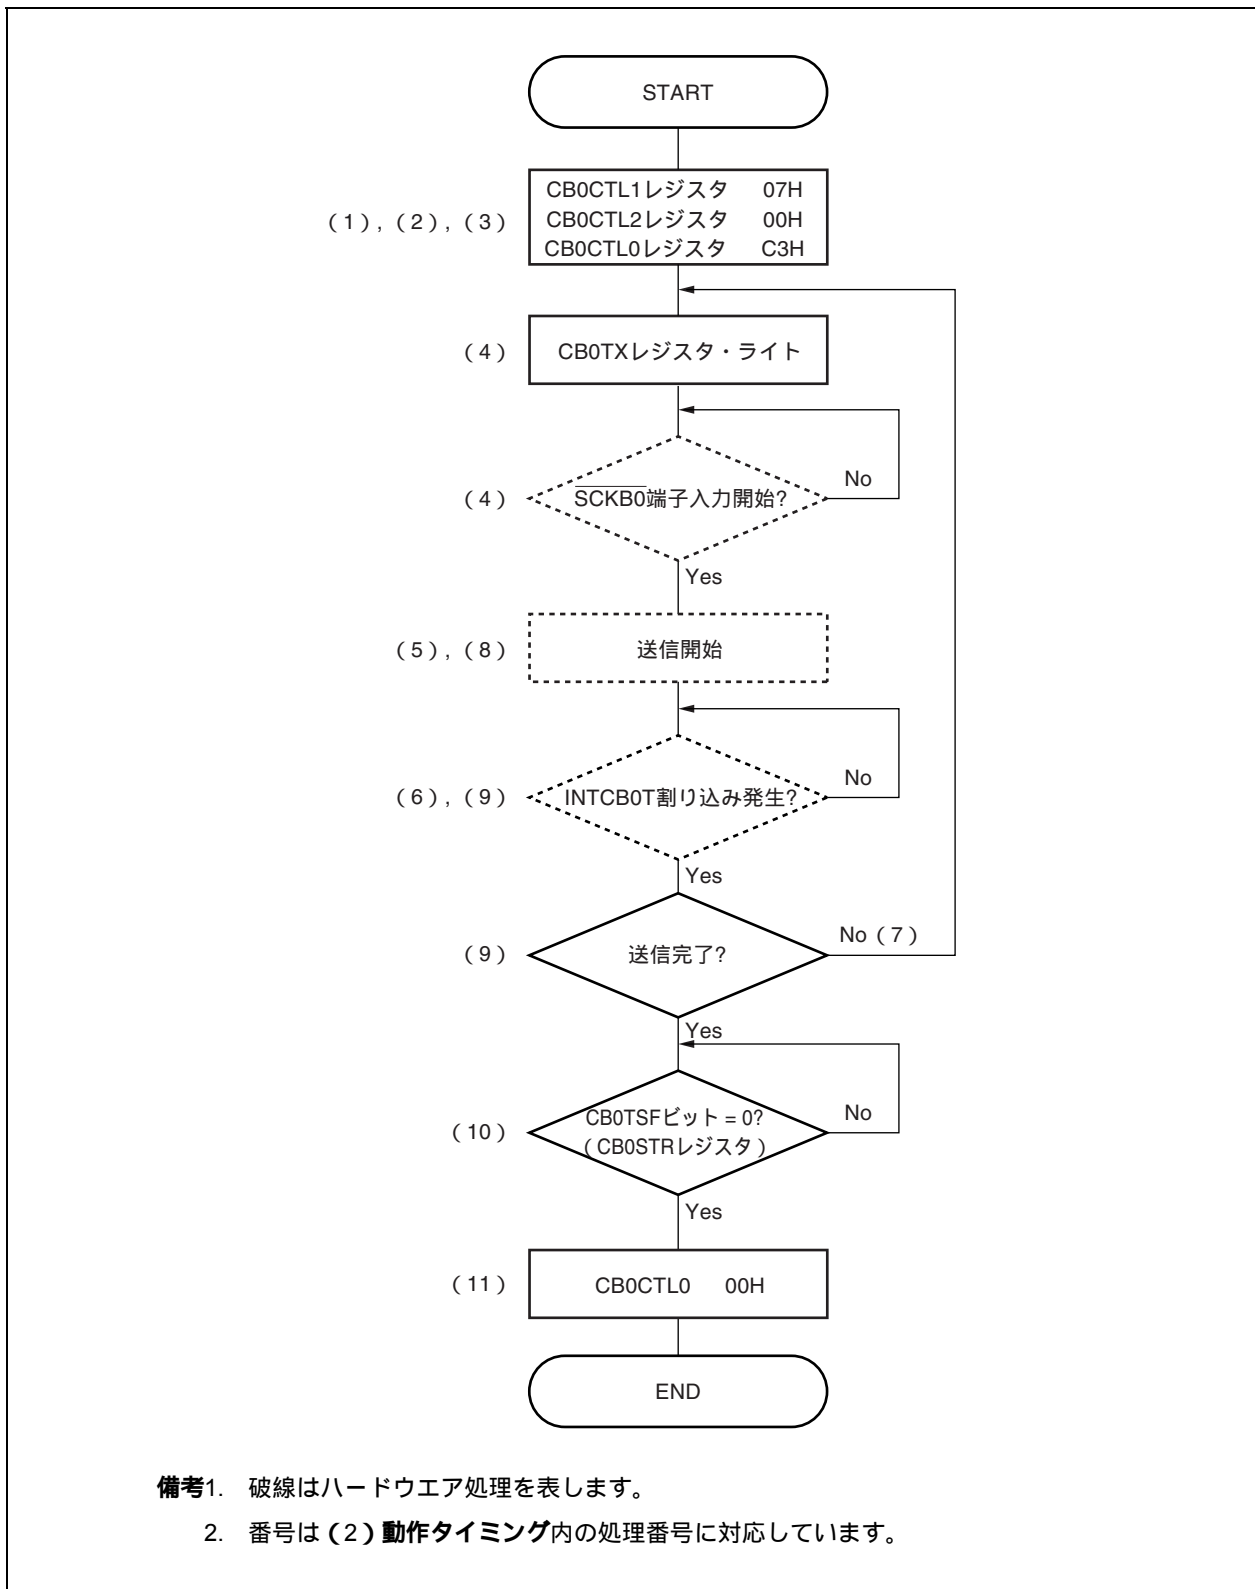 START
CB0CTL1レジスタ 07H
(1),(2),(3) CB0CTL2レジスタ 00H
CB0CTL0レジスタ C3H
(4) CB0TXレジスタ・ライト
No
(4) SCKB0端子入力開始?
Yes
(5),(8) 送信開始
No
(6),(9) INTCB0T割り込み発生?
Yes
No(7)
(9) 送信完了?
Yes
CB0TSFビット = 0? No
(10) (CB0STRレジスタ)
Yes
(11) CB0CTL0 00H
END
備考1. 破線はハードウエア処理を表します。
2. 番号は(2)動作タイミング内の処理番号に対応しています。